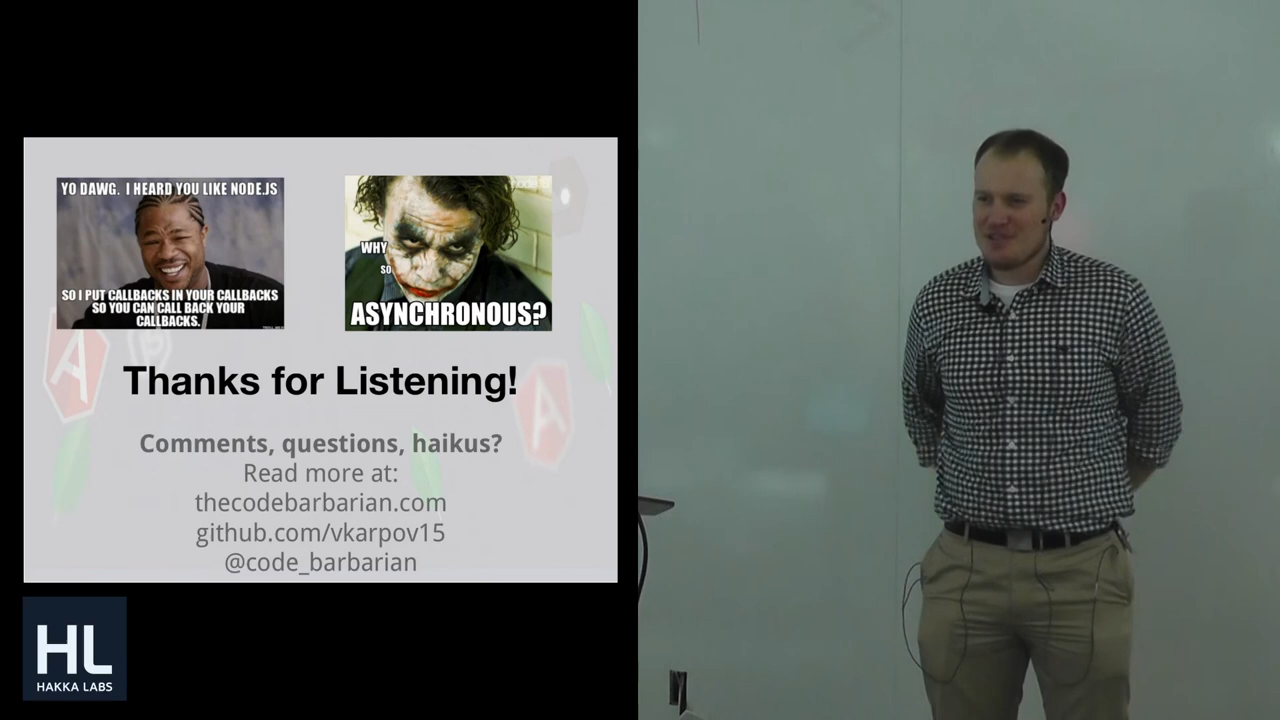 YO DAWG. I HEARD YOU LIKE NODE.JS
SO I PUT CALLBACKS IN YOUR CALLBACKS
SO YOU CAN CALL BACK YOUR
CALLBACKS.
WHY
SO
ASYNCHRONOUS?
Thanks for Listening!
Comments, questions, haikus?
Read more at:
thecodebarbarian.com
github.com/vkarpov15
@code_barbarian
HL
HAKKA LABS